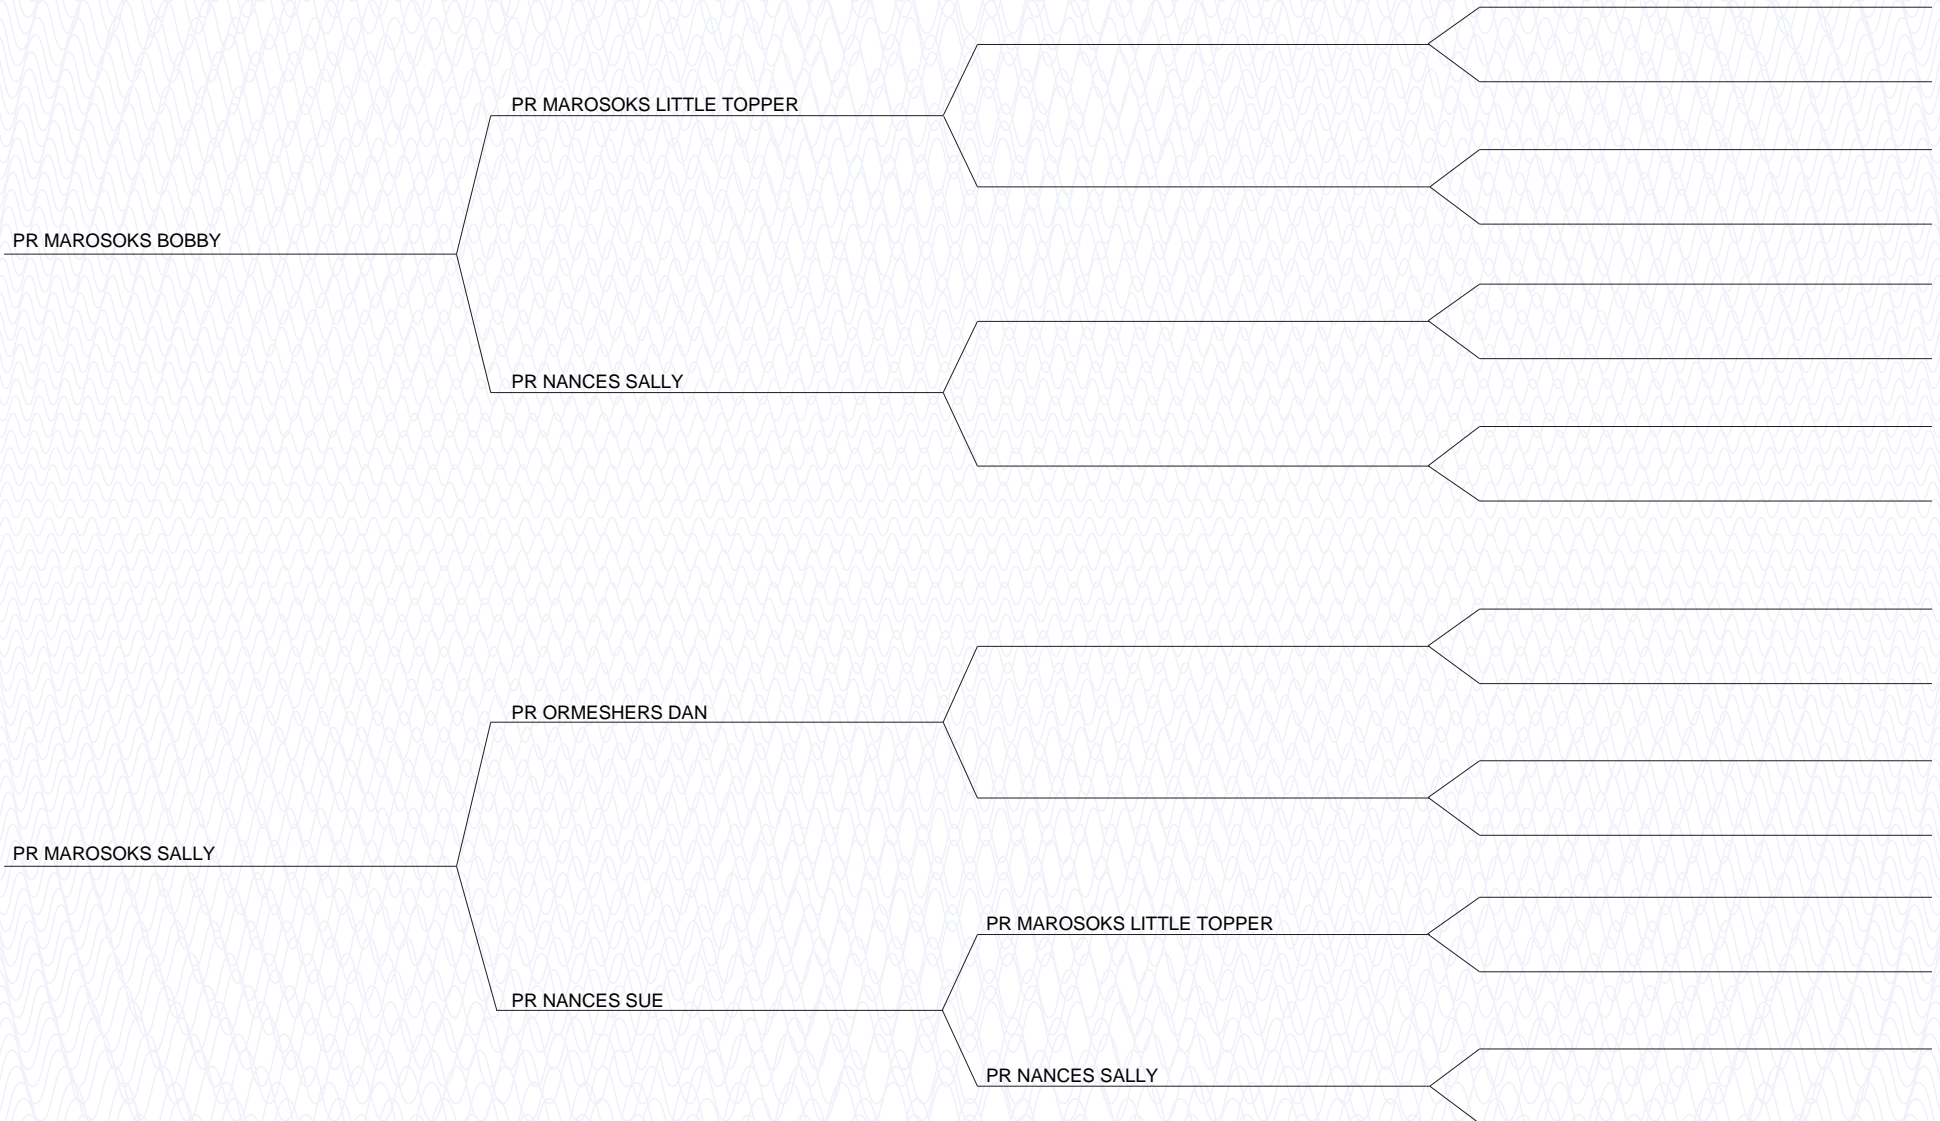 PR MAROSOKS LITTLE TOPPER
PR MAROSOKS BOBBY
PR NANCES SALLY
PR ORMESHERS DAN
PR MAROSOKS SALLY
PR MAROSOKS LITTLE TOPPER
PR NANCES SUE
PR NANCES SALLY